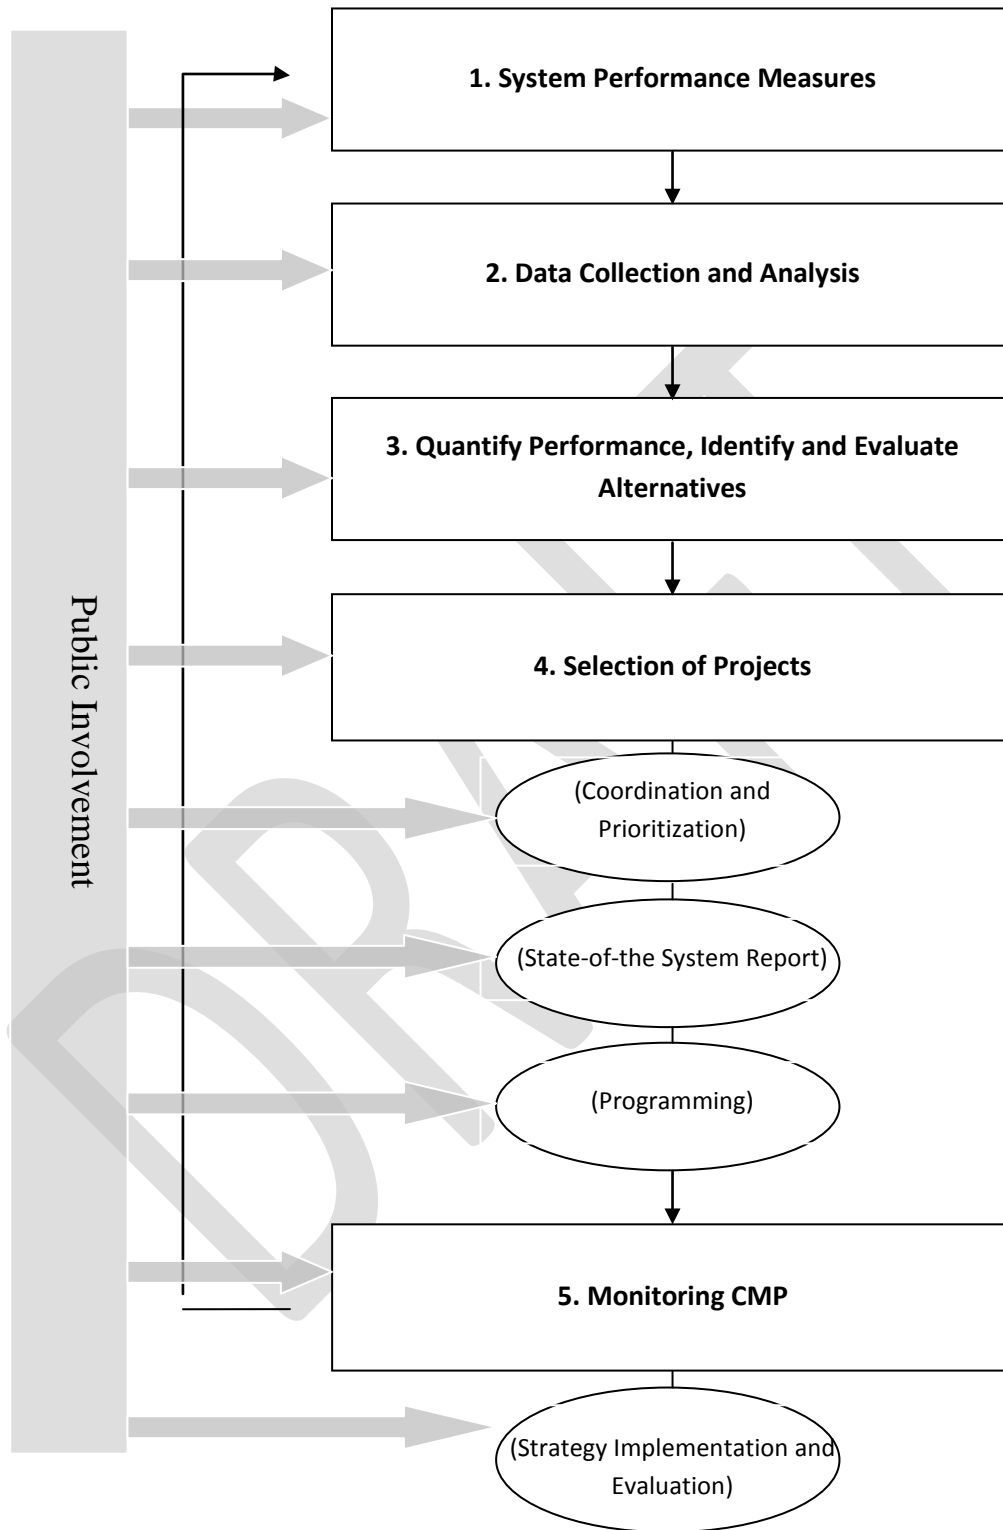 1. System Performance Measures
2. Data Collection and Analysis
3. Quantify Performance, Identify and Evaluate
Alternatives
4. Selection of Projects
Public Involvement
(Coordination and
Prioritization)
(State-of-the System Report)
(Programming)
5. Monitoring CMP
(Strategy Implementation and
Evaluation)
DRAFT